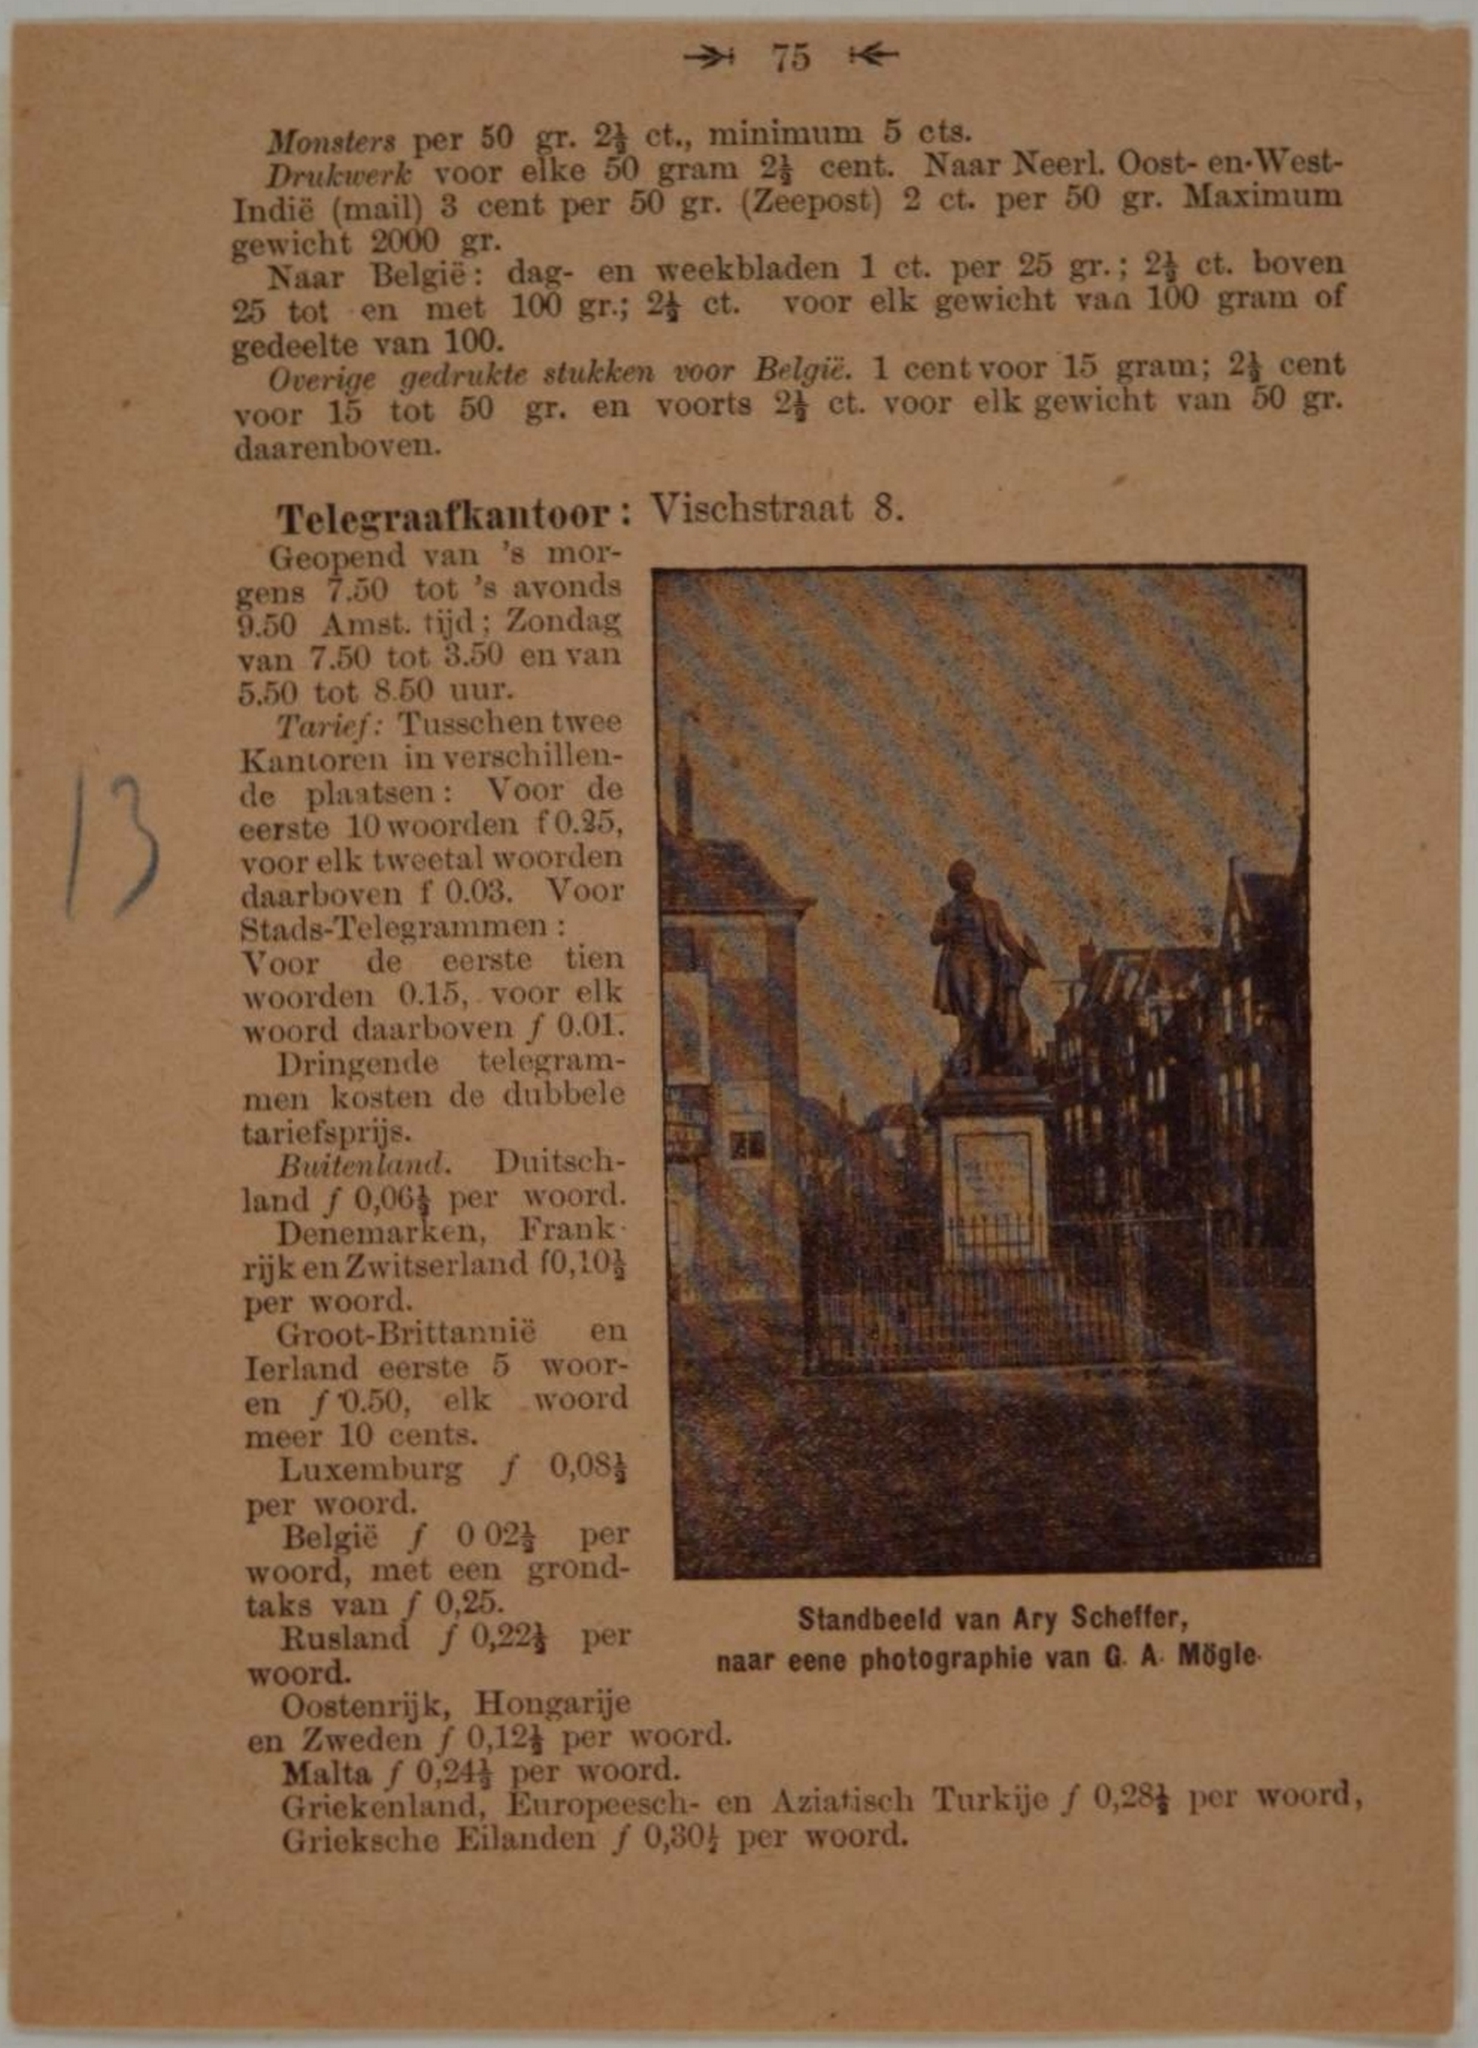 75
Monsters per 50 gr. 2½ ct., minimum 5 cts.
Drukwerk voor elke 50 gram 2½ cent. Naar Neerl. Oost- en-West-
Indië (mail) 3 cent per 50 gr. (Zeepost) 2 ct. per 50 gr. Maximum
gewicht 2000 gr.
Naar België: dag- en weekbladen 1 ct. per 25 gr.; 2½ ct. boven
25 tot en met 100 gr.; 2½ ct. voor elk gewicht van 100 gram of
gedeelte van 100.
Overige gedrukte stukken voor België. 1 cent voor 15 gram; 2½ cent
voor 15 tot 50 gr. en voorts 2½ ct. voor elk gewicht van 50 gr.
daarenboven.
Telegraafkantoor: Vischstraat 8.
Geopend van 's mor-
gens 7.50 tot 's avonds
9.50 Amst. tijd; Zondag
van 7.50 tot 3.50 en van
5.50 tot 8.50 uur.
Tarief: Tusschen twee
Kantoren in verschillen-
de plaatsen: Voor de
eerste 10 woorden f 0.25,
voor elk tweetal woorden
daarboven f 0.03. Voor
Stads-Telegrammen:
Voor de eerste tien
woorden 0.15, voor elk
woord daarboven f 0.01.
Dringende telegram-
men kosten de dubbele
tariefsprijs.
Buitenland. Duitsch-
land f 0,06½ per woord.
Denemarken, Frank-
rijk en Zwitserland f0,10½
per woord.
Groot-Brittannië en
Ierland eerste 5 woor-
en f 0.50, elk woord
meer 10 cents.
Luxemburg f 0,08½
per woord.
België f 0 02½ per
woord, met een grond-
taks van f 0,25.
Rusland f 0,22½ per
woord.
Oostenrijk, Hongarije
en Zweden f 0,12½ per woord.
Malta f 0,24½ per woord.
Griekenland, Europeesch- en Aziatisch Turkije f 0,28½ per woord,
Grieksche Eilanden f 0,30½ per woord.
Standbeeld van Ary Scheffer,
naar eene photographie van G. A. Mögle.
13